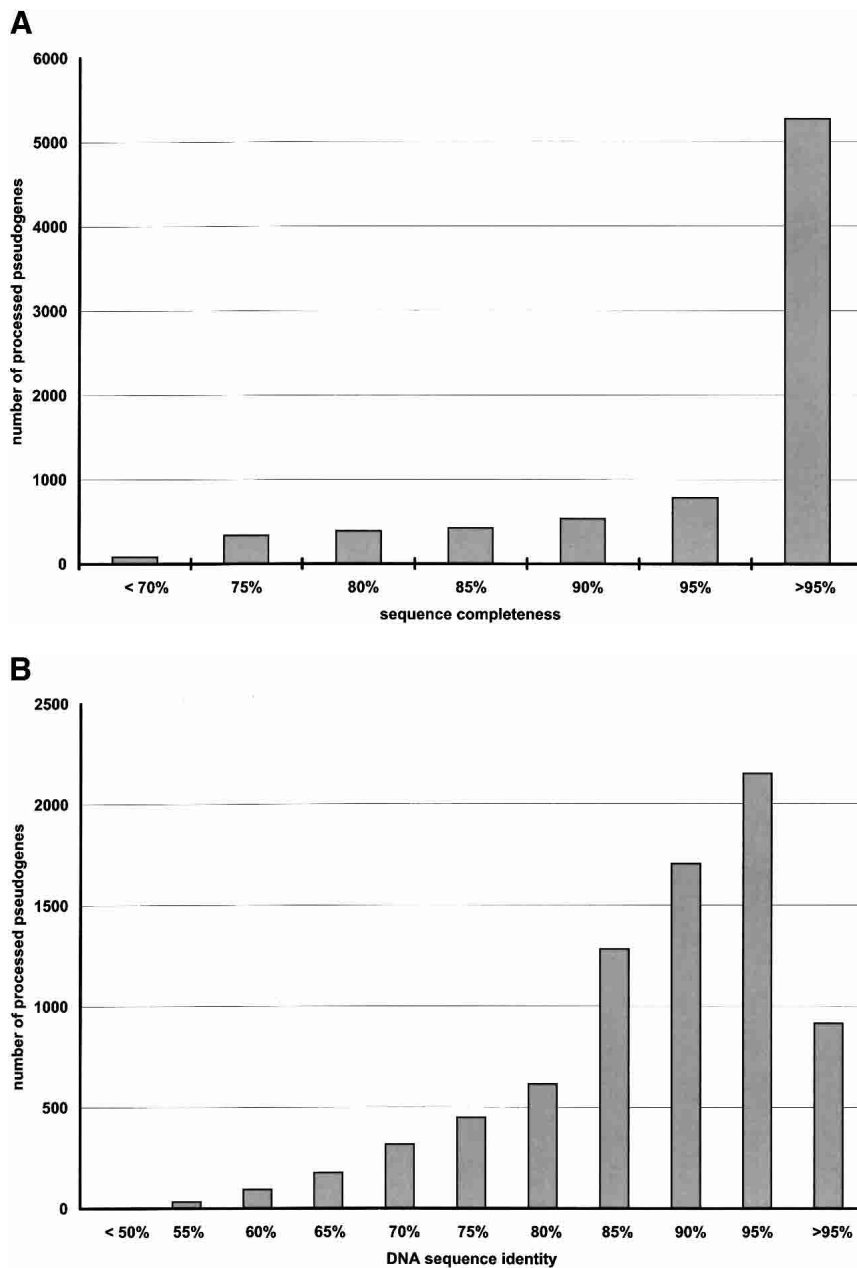 A
6000
5000
4000
3000
2000
1000
0
number of processed pseudogenes
< 70% 75% 80% 85% 90% 95% >95%
sequence completeness
B
2500
2000
1500
1000
500
0
number of processed pseudogenes
< 50% 55% 60% 65% 70% 75% 80% 85% 90% 95% >95%
DNA sequence identity